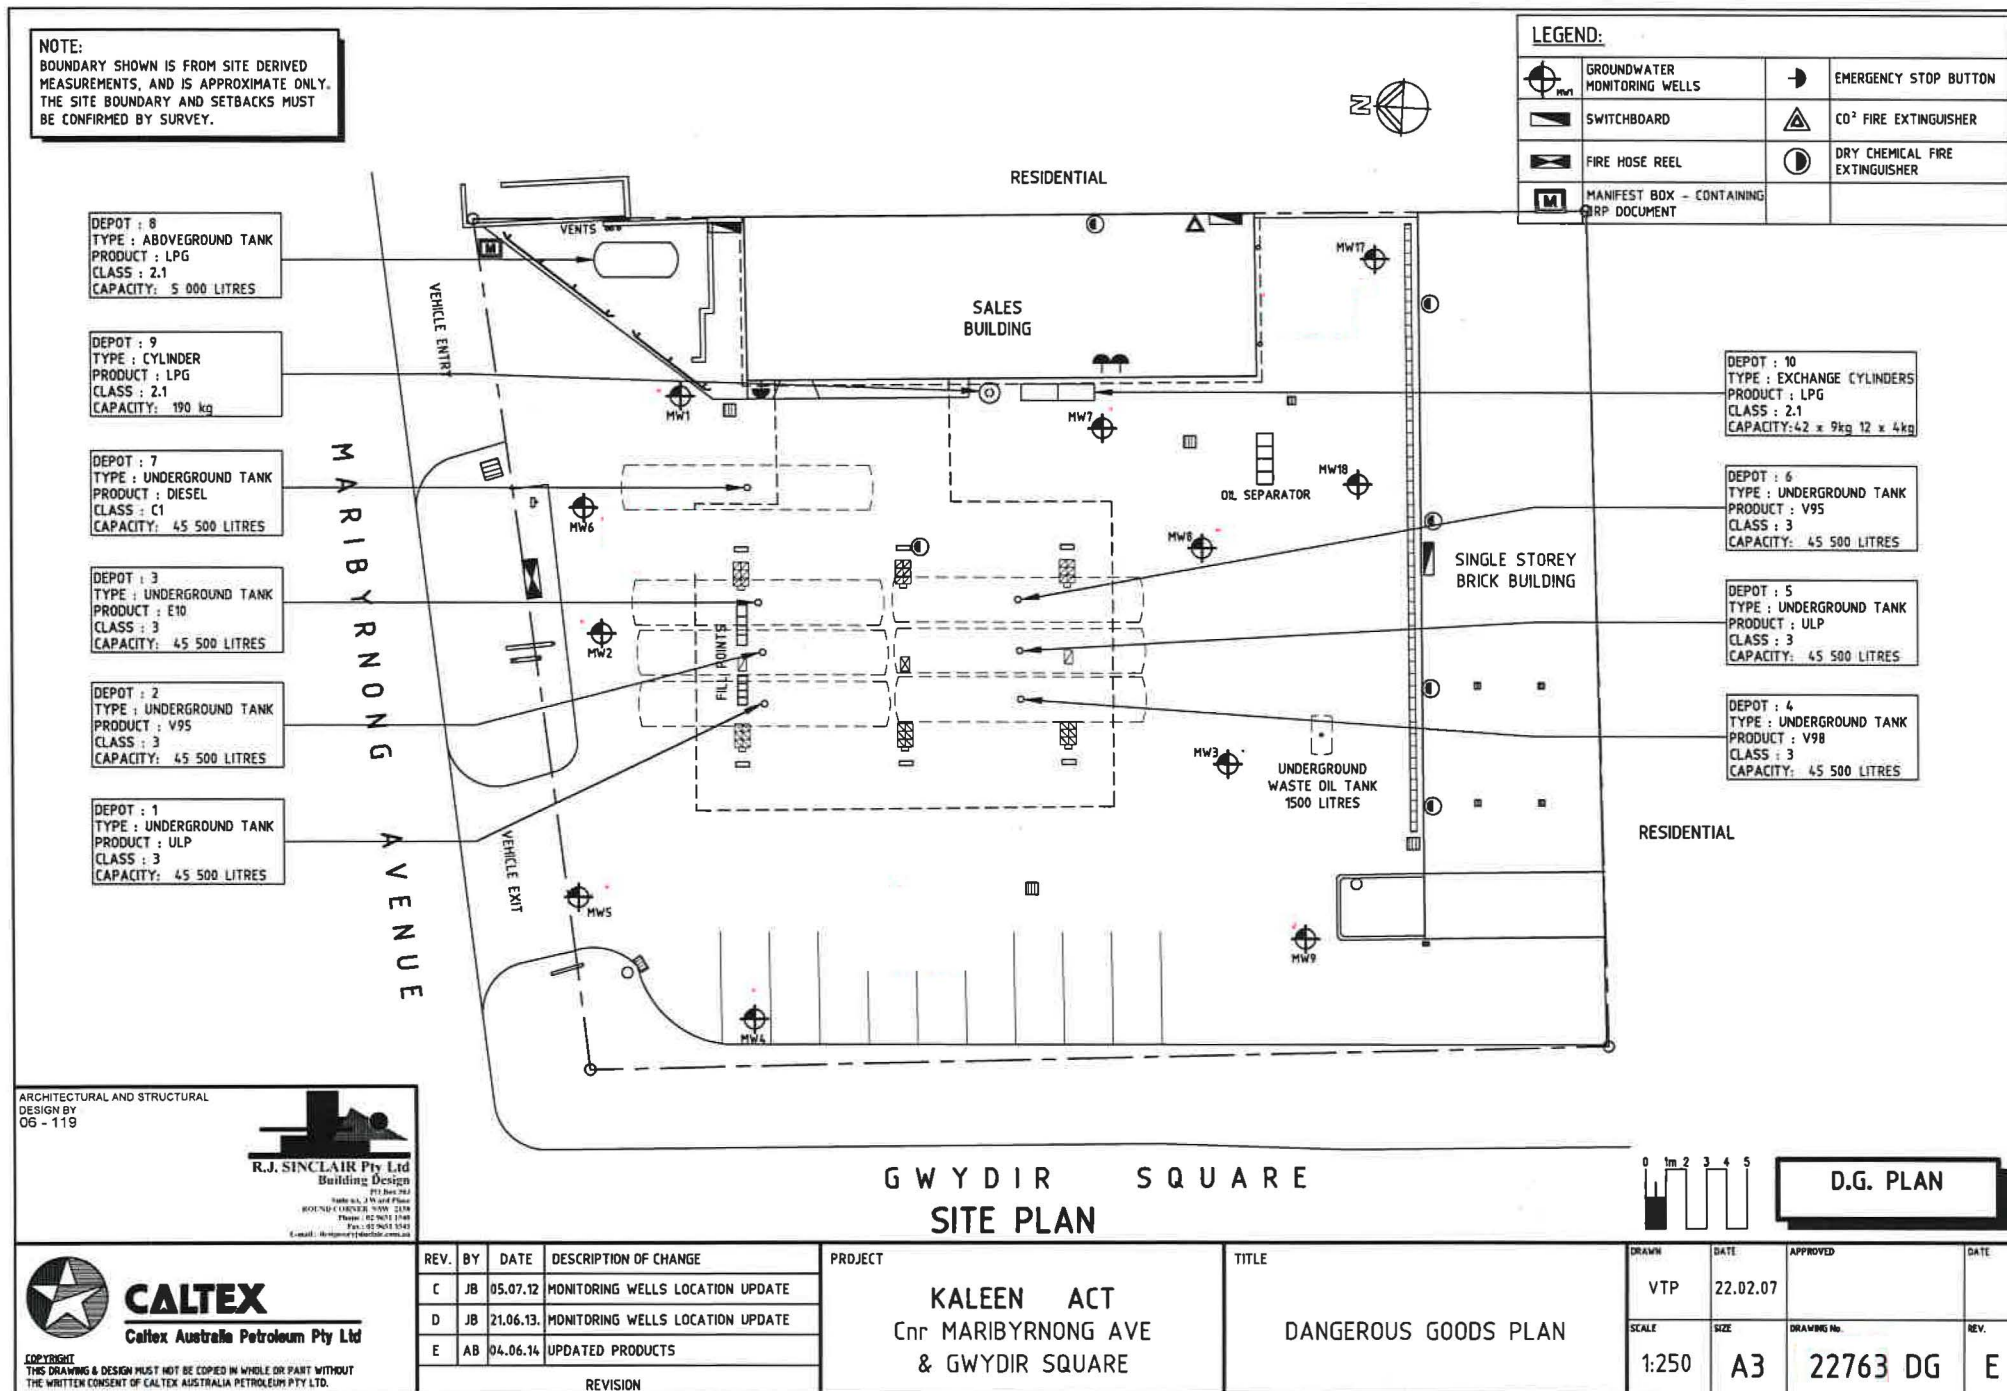 NOTE:
BOUNDARY SHOWN IS FROM SITE DERIVED
MEASUREMENTS, AND IS APPROXIMATE ONLY.
THE SITE BOUNDARY AND SETBACKS MUST
BE CONFIRMED BY SURVEY.
LEGEND:
MW1
GROUNDWATER
MONITORING WELLS
EMERGENCY STOP BUTTON
SWITCHBOARD
CO² FIRE EXTINGUISHER
FIRE HOSE REEL
DRY CHEMICAL FIRE
EXTINGUISHER
M
MANIFEST BOX - CONTAINING
RP DOCUMENT
N
RESIDENTIAL
DEPOT : 8
TYPE : ABOVEGROUND TANK
PRODUCT : LPG
CLASS : 2.1
CAPACITY: 5 000 LITRES
DEPOT : 9
TYPE : CYLINDER
PRODUCT : LPG
CLASS : 2.1
CAPACITY: 190 kg
DEPOT : 7
TYPE : UNDERGROUND TANK
PRODUCT : DIESEL
CLASS : C1
CAPACITY: 45 500 LITRES
DEPOT : 3
TYPE : UNDERGROUND TANK
PRODUCT : E10
CLASS : 3
CAPACITY: 45 500 LITRES
DEPOT : 2
TYPE : UNDERGROUND TANK
PRODUCT : V95
CLASS : 3
CAPACITY: 45 500 LITRES
DEPOT : 1
TYPE : UNDERGROUND TANK
PRODUCT : ULP
CLASS : 3
CAPACITY: 45 500 LITRES
MARIBYRNONG AVENUE
VEHICLE ENTRY
VEHICLE EXIT
M
VENTS
SALES
BUILDING
MW17
MW1
MW7
MW18
OIL SEPARATOR
MW6
MW8
MW2
FILL POINTS
SINGLE STOREY
BRICK BUILDING
MW3
UNDERGROUND
WASTE OIL TANK
1500 LITRES
MW5
MW9
MW4
DEPOT : 10
TYPE : EXCHANGE CYLINDERS
PRODUCT : LPG
CLASS : 2.1
CAPACITY:42 x 9kg 12 x 4kg
DEPOT : 6
TYPE : UNDERGROUND TANK
PRODUCT : V95
CLASS : 3
CAPACITY: 45 500 LITRES
DEPOT : 5
TYPE : UNDERGROUND TANK
PRODUCT : ULP
CLASS : 3
CAPACITY: 45 500 LITRES
DEPOT : 4
TYPE : UNDERGROUND TANK
PRODUCT : V98
CLASS : 3
CAPACITY: 45 500 LITRES
RESIDENTIAL
ARCHITECTURAL AND STRUCTURAL
DESIGN BY
06 - 119
R.J. SINCLAIR Pty Ltd
Building Design
ROUND CORNER NSW 2158
GWYDIR SQUARE
SITE PLAN
0 1m 2 3 4 5
D.G. PLAN
CALTEX
Caltex Australia Petroleum Pty Ltd
COPYRIGHT
THIS DRAWING & DESIGN MUST NOT BE COPIED IN WHOLE OR PART WITHOUT
THE WRITTEN CONSENT OF CALTEX AUSTRALIA PETROLEUM PTY LTD.
REV. BY DATE DESCRIPTION OF CHANGE
C JB 05.07.12 MONITORING WELLS LOCATION UPDATE
D JB 21.06.13. MONITORING WELLS LOCATION UPDATE
E AB 04.06.14 UPDATED PRODUCTS
REVISION
PROJECT
KALEEN ACT
Cnr MARIBYRNONG AVE
& GWYDIR SQUARE
TITLE
DANGEROUS GOODS PLAN
DRAWN
VTP
DATE
22.02.07
APPROVED
DATE
SCALE
1:250
SIZE
A3
DRAWING No.
22763 DG
REV.
E